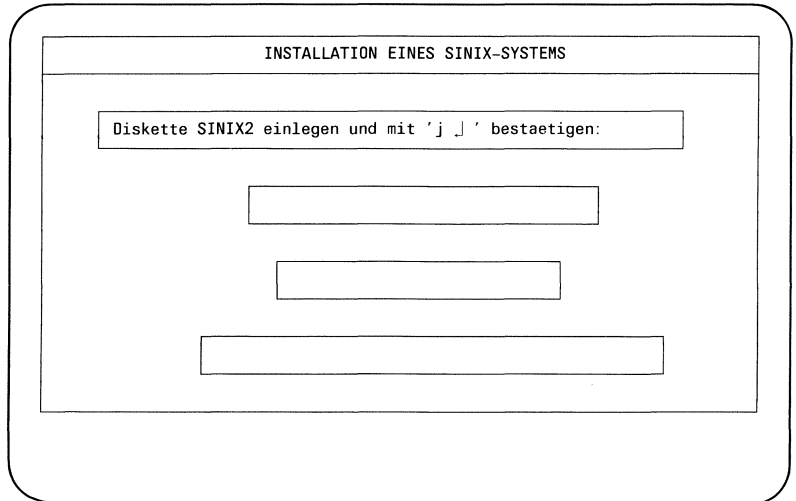 INSTALLATION EINES SINIX-SYSTEMS
Diskette SINIX2 einlegen und mit 'j ↵' bestaetigen: